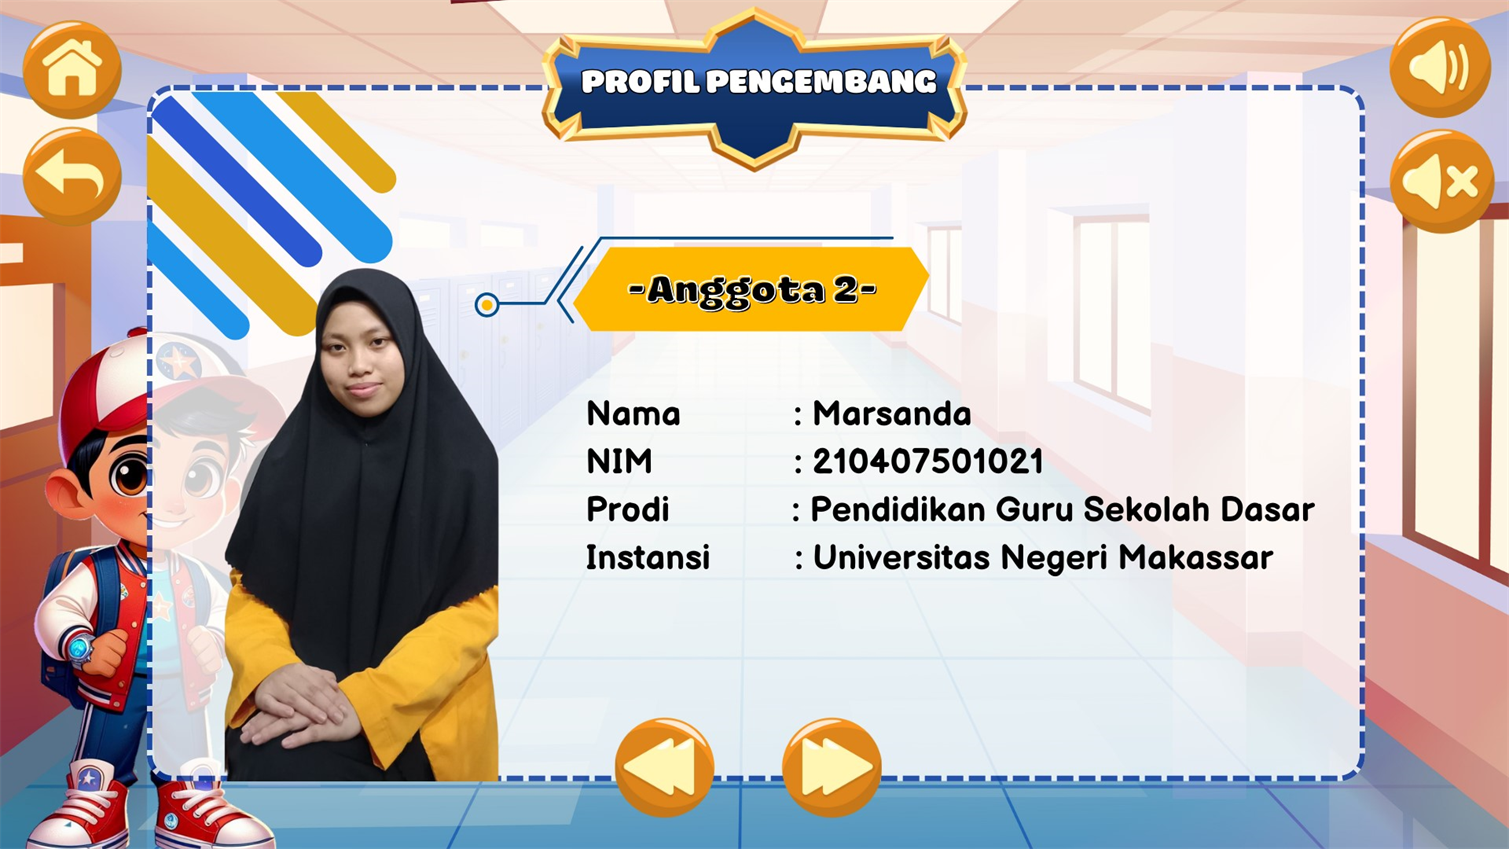 PROFIL PENGEMBANG
-Anggota 2-
Nama : Marsanda
NIM : 210407501021
Prodi : Pendidikan Guru Sekolah Dasar
Instansi : Universitas Negeri Makassar